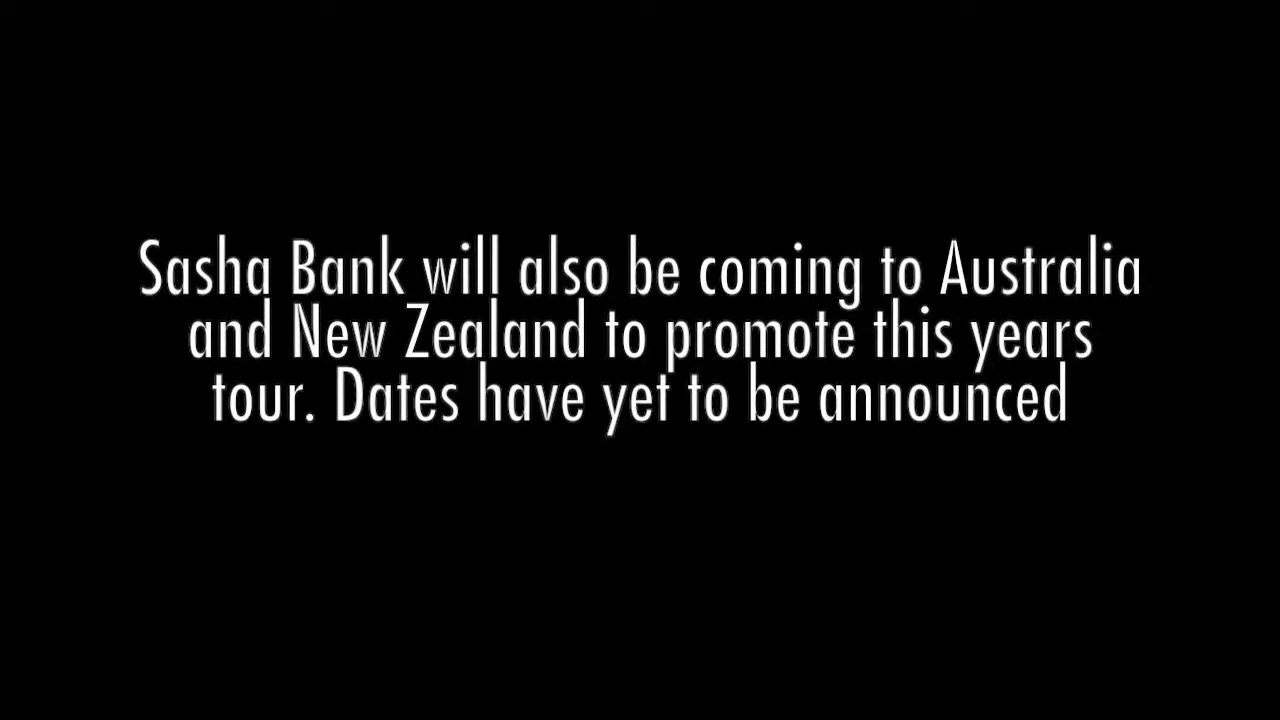 Sasha Bank will also be coming to Australia
and New Zealand to promote this years
tour. Dates have yet to be announced